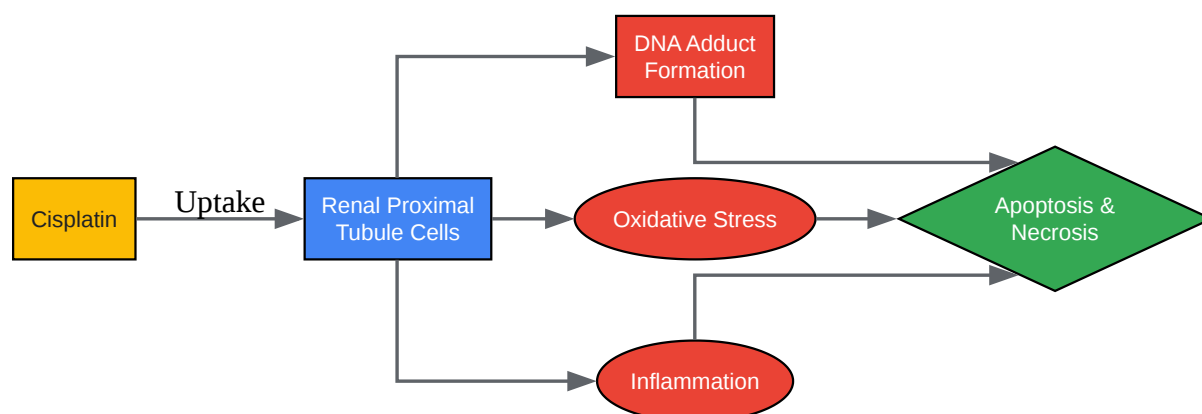 Cisplatin
Uptake
Renal Proximal
Tubule Cells
DNA Adduct
Formation
Oxidative Stress
Inflammation
Apoptosis &
Necrosis